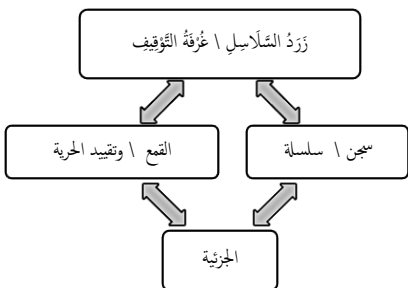 زَرَدُ السَّلَاسِلِ \ غُرْفَةُ التَّوْقِيفِ
سجن \ سلسلة
القمع \ وتقييد الحرية
الجزئية